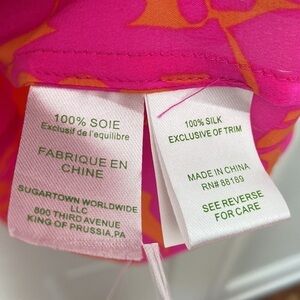 100% SOIE
Exclusif de l'equilibre
FABRIQUE EN
CHINE
SUGARTOWN WORLDWIDE
LLC
800 THIRD AVENUE
KING OF PRUSSIA,PA
100% SILK
EXCLUSIVE OF TRIM
MADE IN CHINA
RN# 98189
SEE REVERSE
FOR CARE